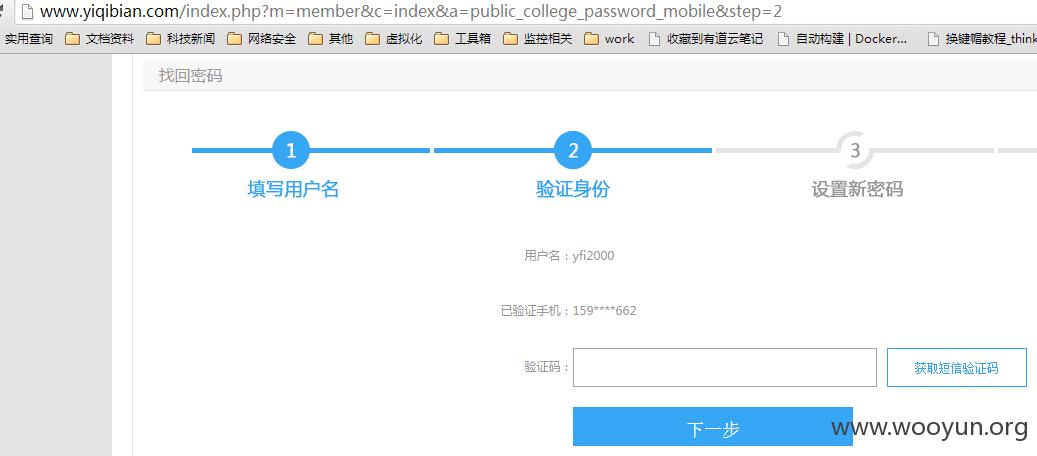 www.yiqibian.com/index.php?m=member&c=index&a=public_college_password_mobile&step=2
实用查询 文档资料 科技新闻 网络安全 其他 虚拟化 工具箱 监控相关 work 收藏到有道云笔记 自动构建 | Docker... 换键帽教程_think
找回密码
1 2 3
填写用户名 验证身份 设置新密码
用户名：yfi2000
已验证手机：159****662
验证码： 获取短信验证码
下一步
www.wooyun.org